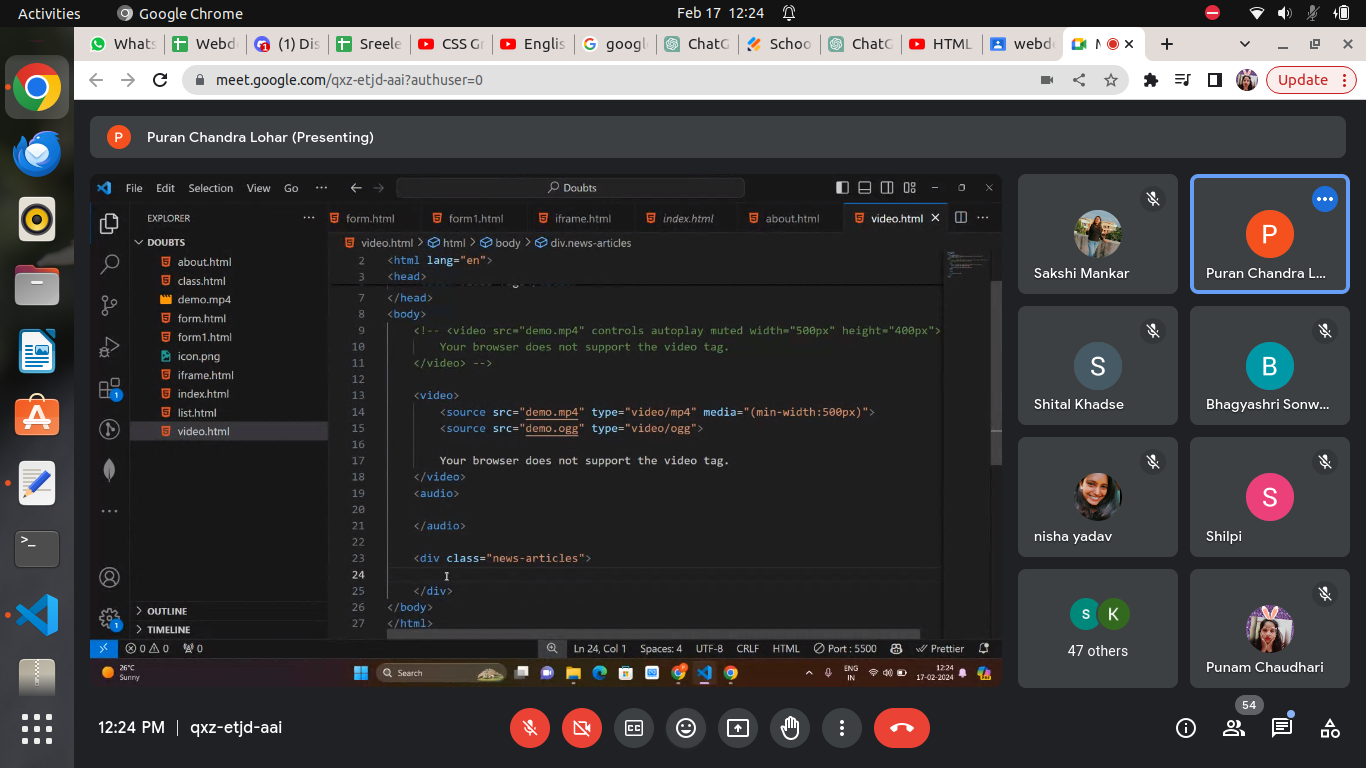 Activities
Google Chrome
Feb 17 12:24
Whats
Webd
(1) Dis
Sreele
CSS Gr
Englis
googl
ChatG
Schoo
ChatG
HTML
webd
meet.google.com/qxz-etjd-aai?authuser=0
Update
P
Puran Chandra Lohar (Presenting)
File Edit Selection View Go ···
Doubts
EXPLORER
form.html
form1.html
iframe.html
index.html
about.html
video.html
DOUBTS
about.html
class.html
demo.mp4
form.html
form1.html
icon.png
iframe.html
index.html
list.html
video.html
OUTLINE
TIMELINE
1
1
video.html > html > body > div.news-articles
2 <html lang="en">
3 <head>
7 </head>
8 <body>
9 <!-- <video src="demo.mp4" controls autoplay muted width="500px" height="400px">
10 Your browser does not support the video tag.
11 </video> -->
12
13 <video>
14 <source src="demo.mp4" type="video/mp4" media="(min-width:500px)">
15 <source src="demo.ogg" type="video/ogg">
16
17 Your browser does not support the video tag.
18 </video>
19 <audio>
20
21 </audio>
22
23 <div class="news-articles">
24
25 </div>
26 </body>
27 </html>
0 0 0
Ln 24, Col 1 Spaces: 4 UTF-8 CRLF HTML Port : 5500 Prettier
26°C
Sunny
Search
ENG
IN
12:24
17-02-2024
Sakshi Mankar
P
Puran Chandra L...
S
Shital Khadse
B
Bhagyashri Sonw...
nisha yadav
S
Shilpi
S K
47 others
Punam Chaudhari
12:24 PM | qxz-etjd-aai
54